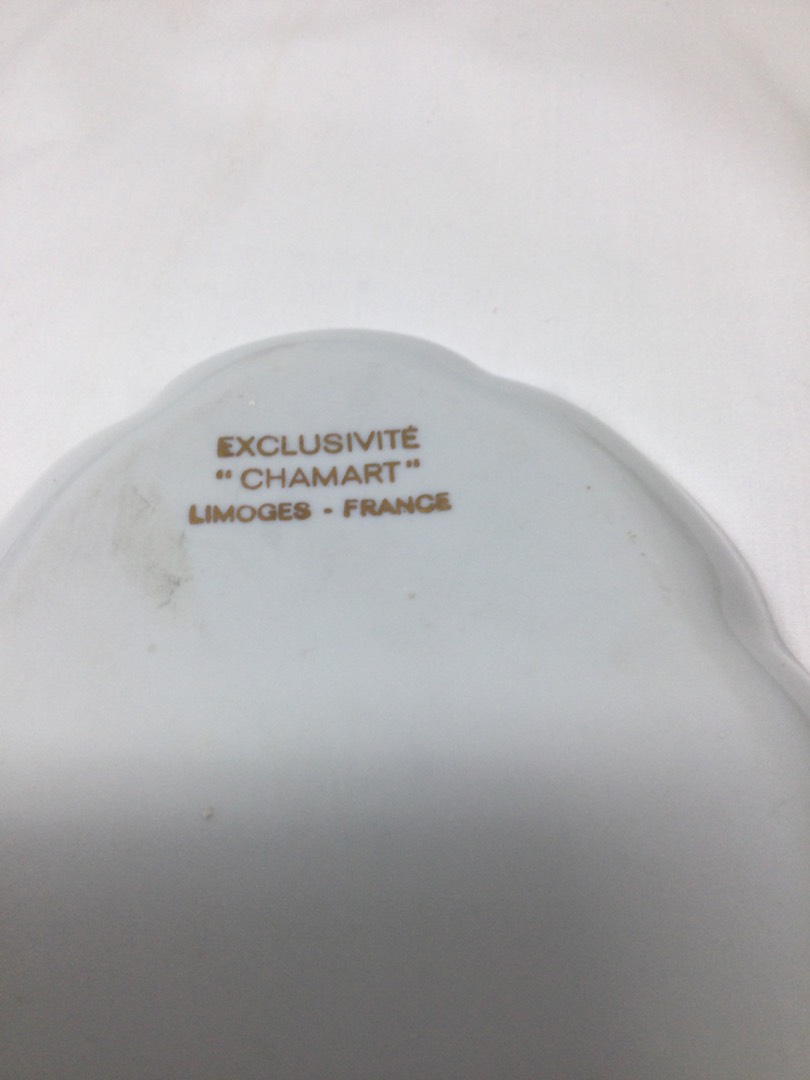 EXCLUSIVITÉ
“CHAMART”
LIMOGES - FRANCE